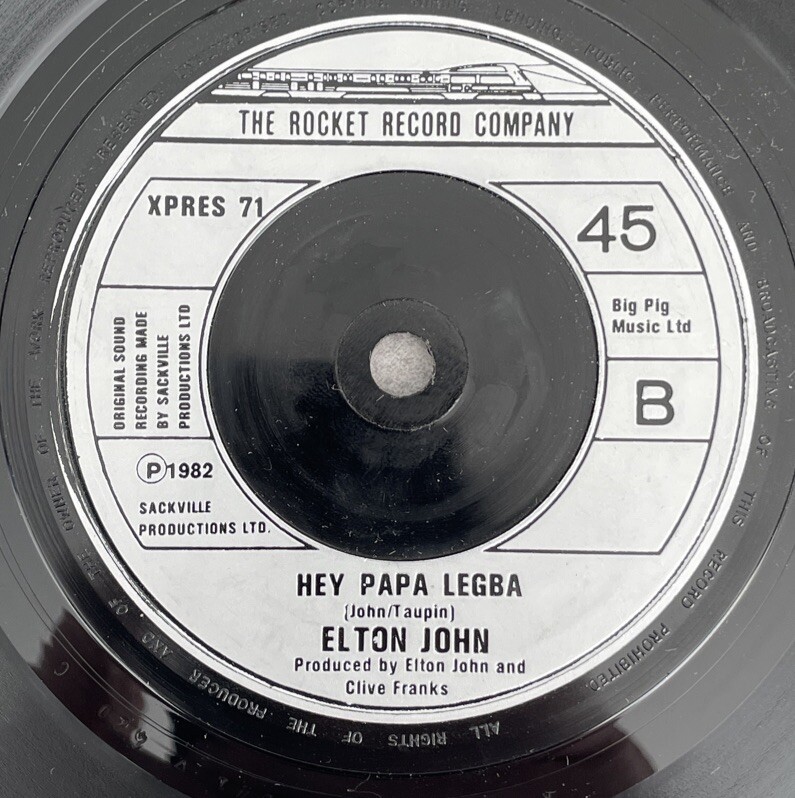 THE ROCKET RECORD COMPANY
XPRES 71
45
ORIGINAL SOUND
RECORDING MADE
BY SACKVILLE
PRODUCTIONS LTD
Big Pig
Music Ltd
B
Ⓟ1982
SACKVILLE
PRODUCTIONS LTD.
HEY PAPA LEGBA
(John/Taupin)
ELTON JOHN
Produced by Elton John and
Clive Franks
ALL RIGHTS OF THE PRODUCER AND OF THE OWNER OF THE WORK REPRODUCED RESERVED PUBLIC PERFORMANCE AND BROADCASTING OF THIS RECORD PROHIBITED